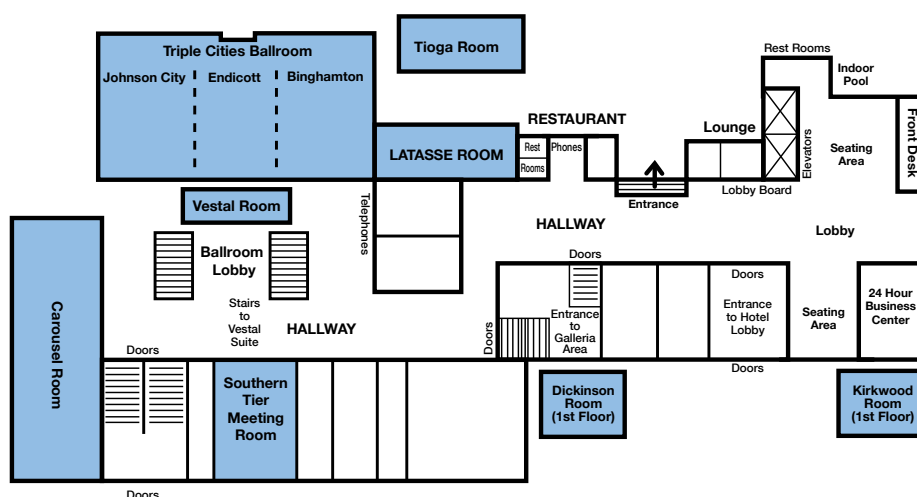 Triple Cities Ballroom
Johnson City
Endicott
Binghamton
Tioga Room
Rest Rooms
Indoor
Pool
Front Desk
RESTAURANT
Lounge
Elevators
Seating
Area
LATASSE ROOM
Rest
Rooms
Phones
Lobby Board
Entrance
Vestal Room
Telephones
HALLWAY
Lobby
Ballroom
Lobby
Carousel Room
Stairs
to
Vestal
Suite
HALLWAY
Doors
Doors
Doors
Entrance
to
Galleria
Area
Entrance
to Hotel
Lobby
Seating
Area
24 Hour
Business
Center
Doors
Doors
Southern
Tier
Meeting
Room
Dickinson
Room
(1st Floor)
Kirkwood
Room
(1st Floor)
Doors